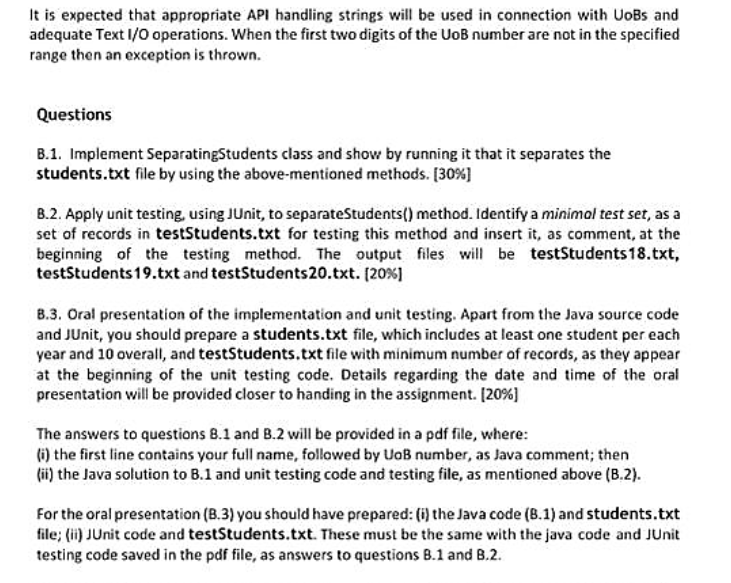 It is expected that appropriate API handling strings will be used in connection with UoBs and
adequate Text I/O operations. When the first two digits of the UoB number are not in the specified
range then an exception is thrown.
Questions
B.1. Implement SeparatingStudents class and show by running it that it separates the
students.txt file by using the above-mentioned methods. [30%]
B.2. Apply unit testing, using JUnit, to separateStudents() method. Identify a minimal test set, as a
set of records in testStudents.txt for testing this method and insert it, as comment, at the
beginning of the testing method. The output files will be testStudents18.txt,
testStudents19.txt and testStudents20.txt. [20%]
B.3. Oral presentation of the implementation and unit testing. Apart from the Java source code
and JUnit, you should prepare a students.txt file, which includes at least one student per each
year and 10 overall, and testStudents.txt file with minimum number of records, as they appear
at the beginning of the unit testing code. Details regarding the date and time of the oral
presentation will be provided closer to handing in the assignment. [20%]
The answers to questions B.1 and B.2 will be provided in a pdf file, where:
(i) the first line contains your full name, followed by UoB number, as Java comment; then
(ii) the Java solution to B.1 and unit testing code and testing file, as mentioned above (B.2).
For the oral presentation (B.3) you should have prepared: (i) the Java code (B.1) and students.txt
file; (ii) JUnit code and testStudents.txt. These must be the same with the java code and JUnit
testing code saved in the pdf file, as answers to questions B.1 and B.2.